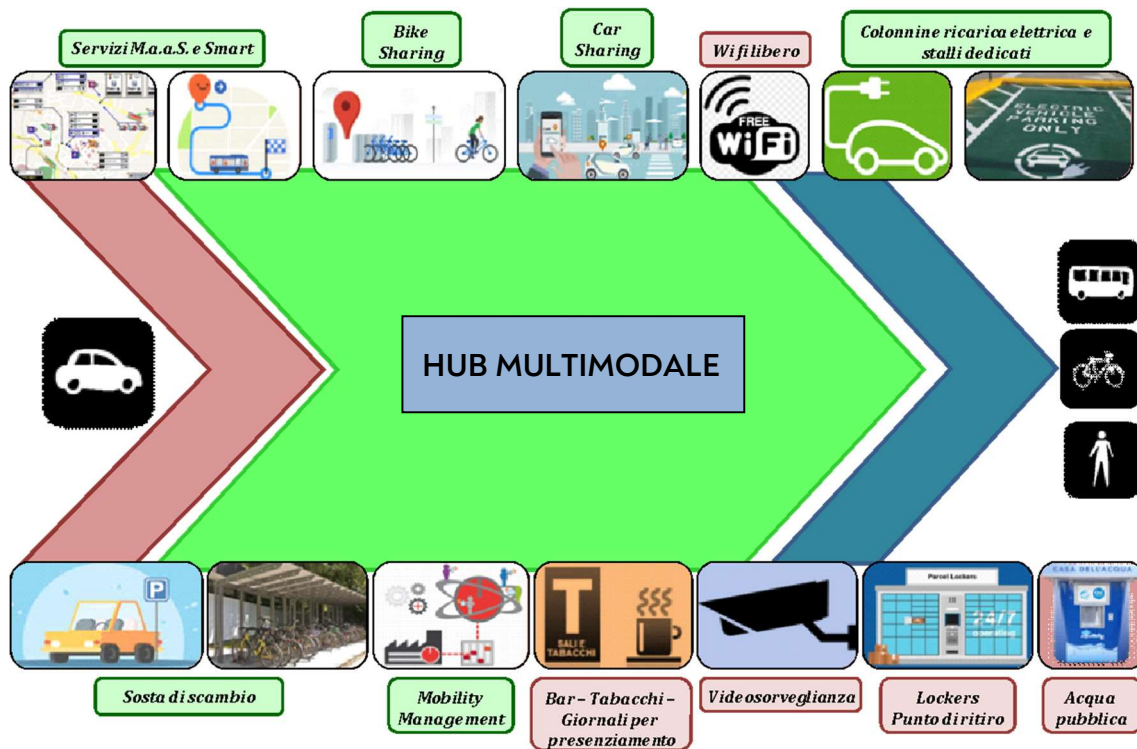 Servizi M.a.a.S. e Smart
Bike
Sharing
Car
Sharing
Wifi libero
Colonnine ricarica elettrica e
stalli dedicati
FREE
WiFi
ELECTRIC
VEHICLE
PARKING
ONLY
HUB MULTIMODALE
P
T
SALI E
TABACCHI
Parcel Lockers
24/7
operating
CASA DELL'ACQUA
Sosta di scambio
Mobility
Management
Bar – Tabacchi –
Giornali per
presenziamento
Videosorveglianza
Lockers
Punto di ritiro
Acqua
pubblica